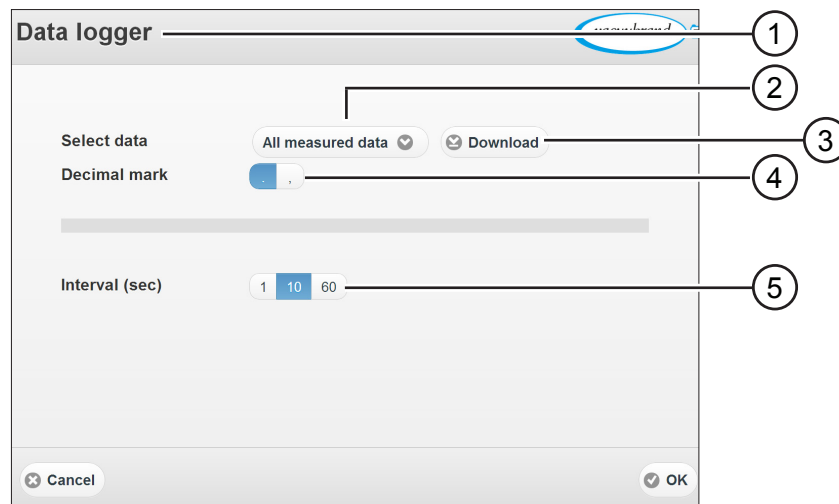 Data logger
1
2
Select data All measured data Download 3
Decimal mark . , 4
Interval (sec) 1 10 60 5
Cancel OK